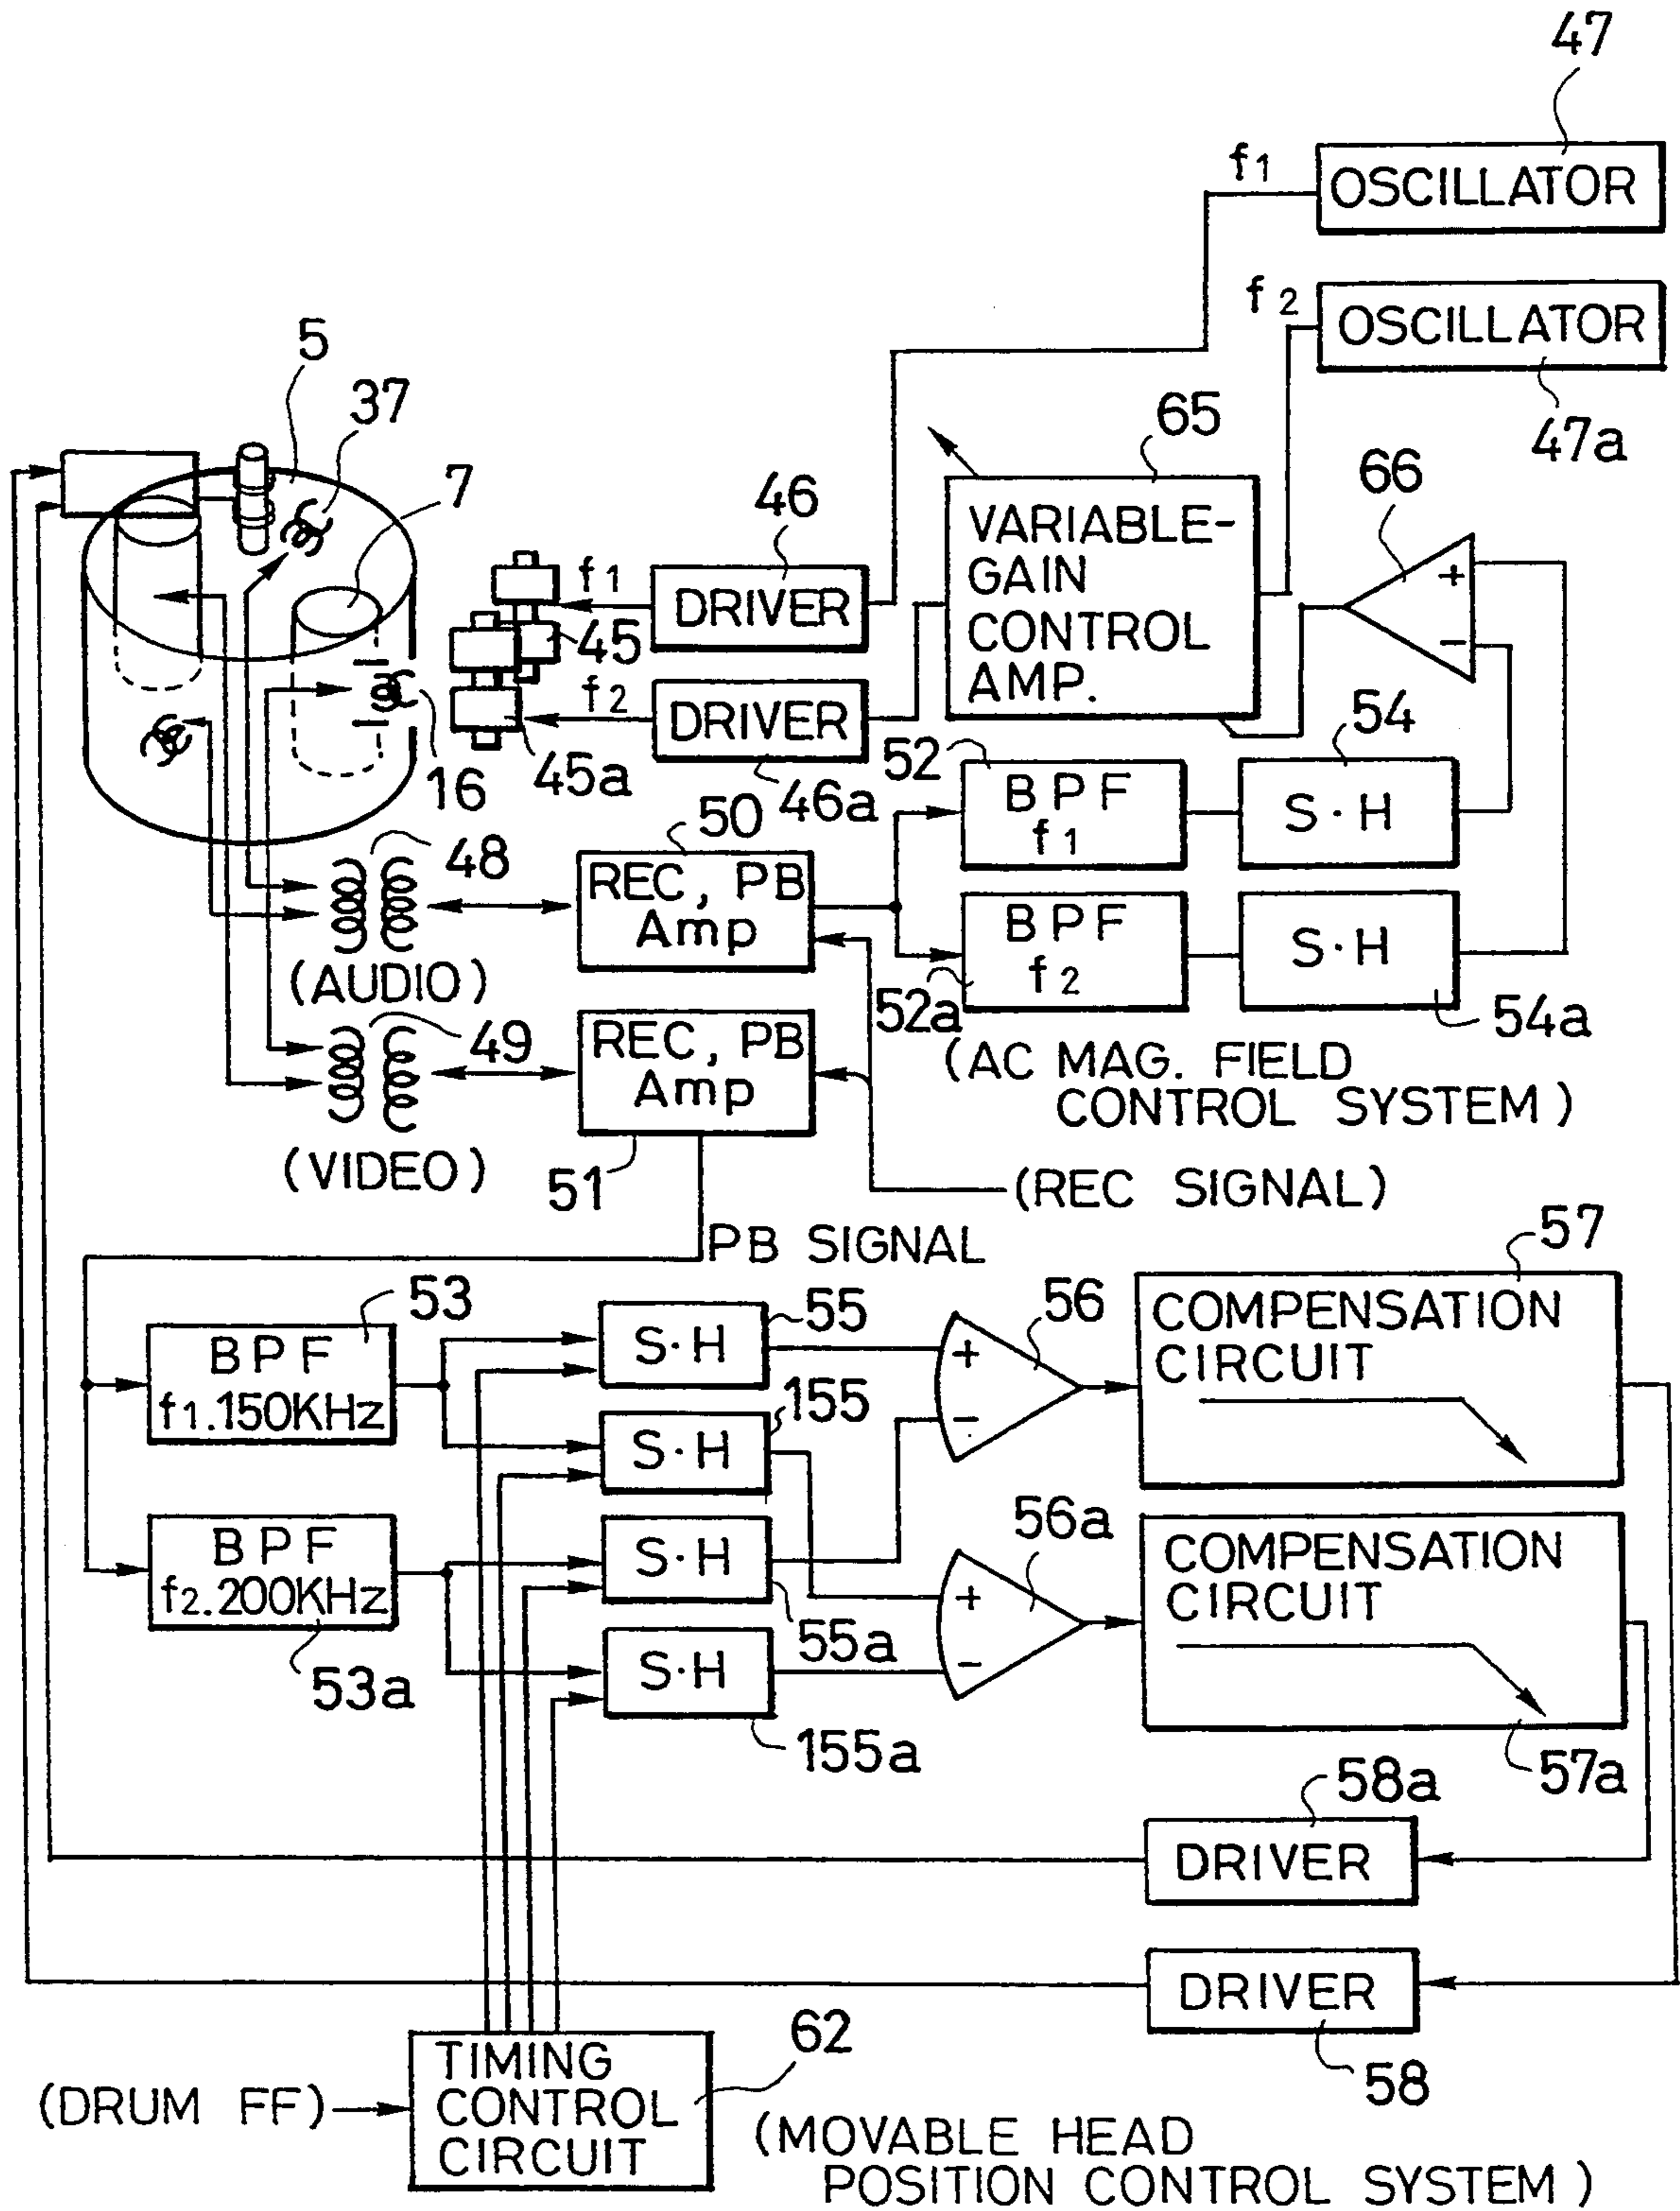 47
f1
OSCILLATOR
f2
OSCILLATOR
47a
5
37
7
65
66
46
VARIABLE-
GAIN
CONTROL
AMP.
+
−
f1
DRIVER
45
f2
DRIVER
16
45a
46a
52
54
BPF
f1
S·H
50
48
REC, PB
Amp
BPF
f2
S·H
52a
54a
(AUDIO)
49
REC, PB
Amp
(AC MAG. FIELD
CONTROL SYSTEM)
(VIDEO)
51
(REC SIGNAL)
PB SIGNAL
57
53
55
56
BPF
f1.150KHz
S·H
+
−
COMPENSATION
CIRCUIT
155
S·H
56a
BPF
f2.200KHz
S·H
+
−
COMPENSATION
CIRCUIT
55a
53a
S·H
155a
57a
58a
DRIVER
DRIVER
58
62
(DRUM FF)
TIMING
CONTROL
CIRCUIT
(MOVABLE HEAD
POSITION CONTROL SYSTEM)